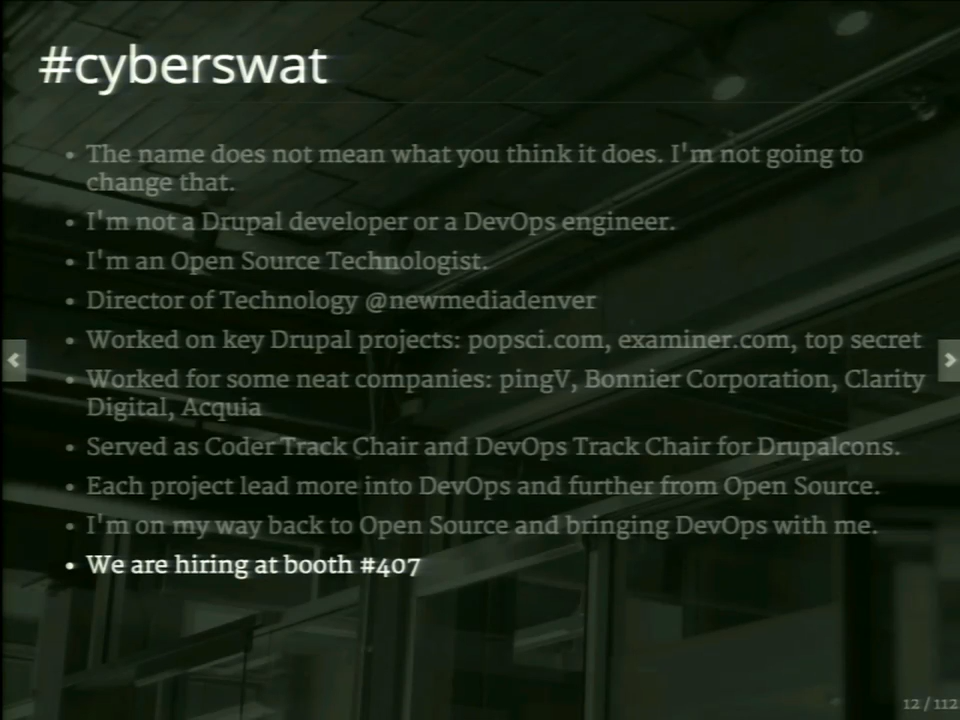 #cyberswat
• The name does not mean what you think it does. I'm not going to
change that.
• I'm not a Drupal developer or a DevOps engineer.
• I'm an Open Source Technologist.
• Director of Technology @newmediadenver
• Worked on key Drupal projects: popsci.com, examiner.com, top secret
• Worked for some neat companies: pingV, Bonnier Corporation, Clarity
Digital, Acquia
• Served as Coder Track Chair and DevOps Track Chair for Drupalcons.
• Each project lead more into DevOps and further from Open Source.
• I'm on my way back to Open Source and bringing DevOps with me.
• We are hiring at booth #407
12 / 112